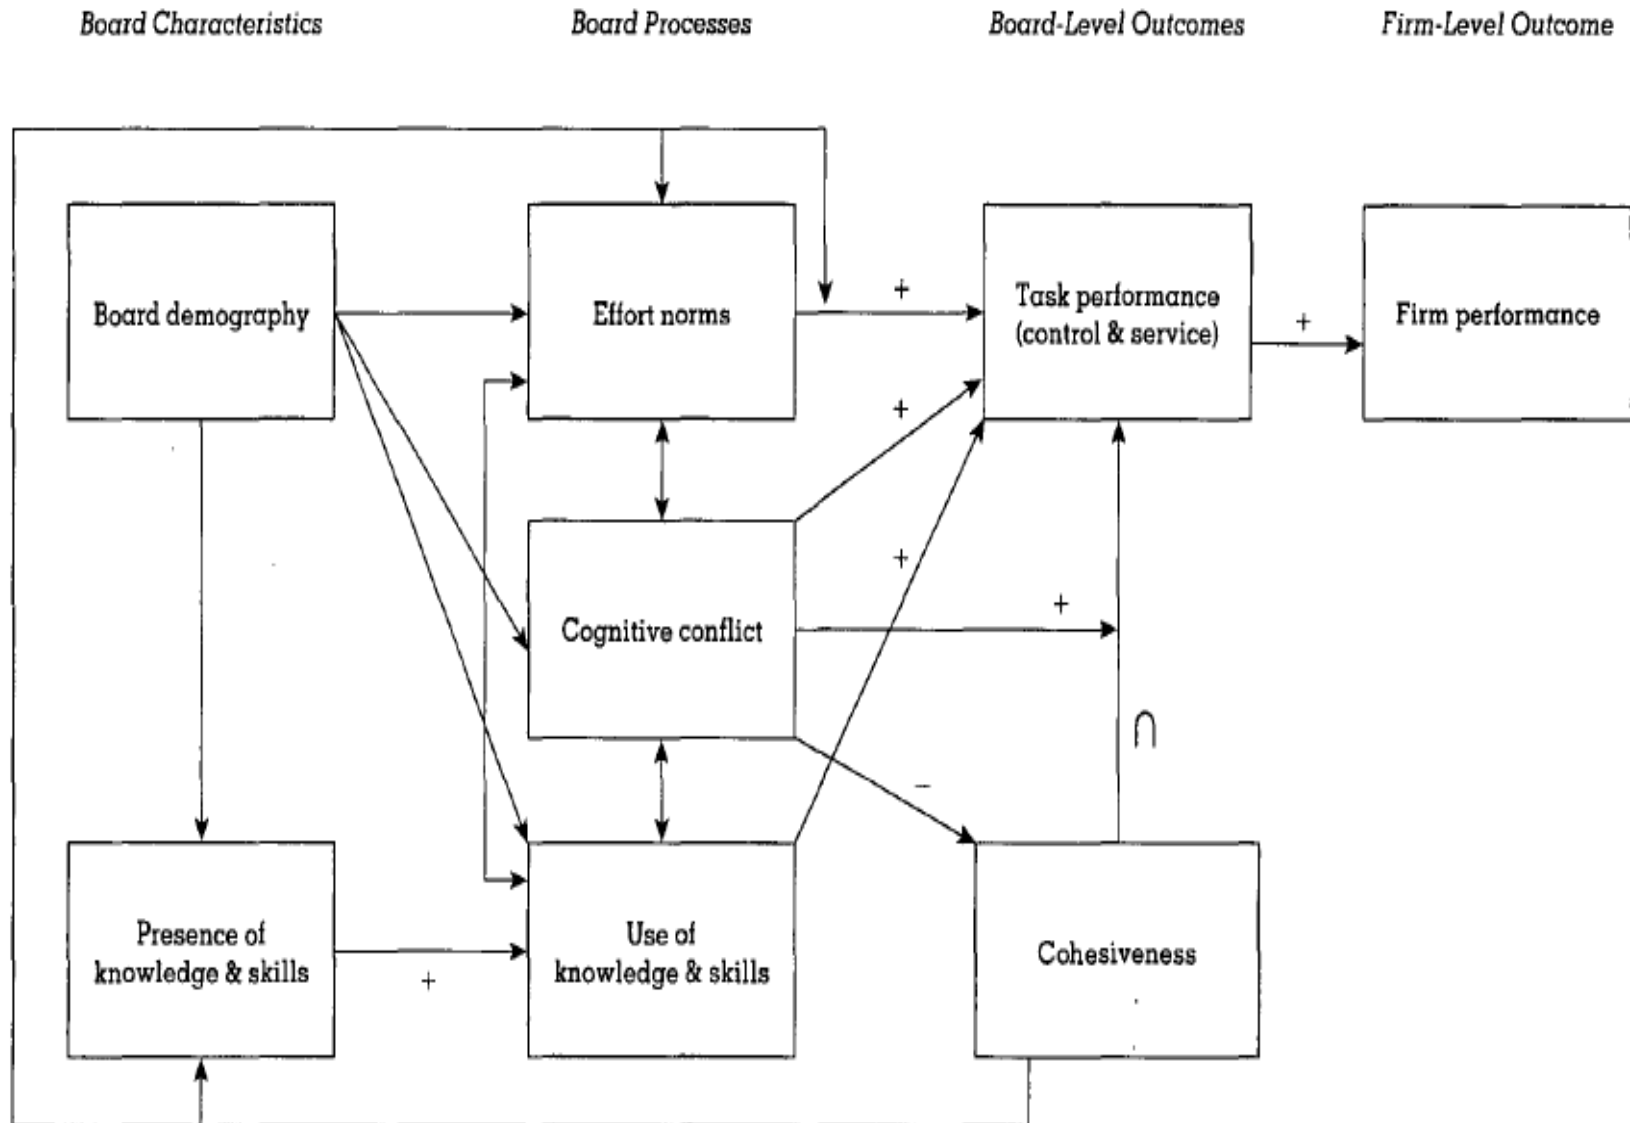 Board Characteristics
Board Processes
Board-Level Outcomes
Firm-Level Outcome
Board demography
Effort norms
+
Task performance
(control & service)
+
Firm performance
+
+
Cognitive conflict
+
∩
−
Presence of
knowledge & skills
+
Use of
knowledge & skills
Cohesiveness